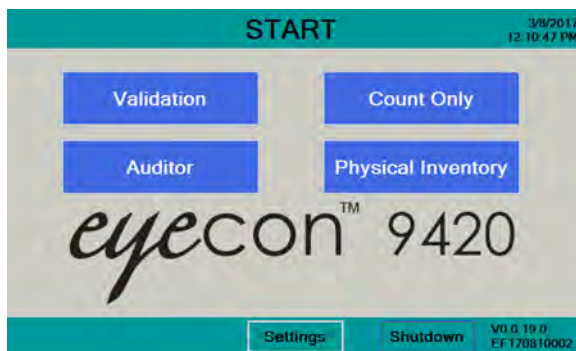 START
3/8/2017
12:10:47 PM
Validation
Count Only
Auditor
Physical Inventory
eyecon™ 9420
Settings
Shutdown
V0.0.19.0
EF170810002